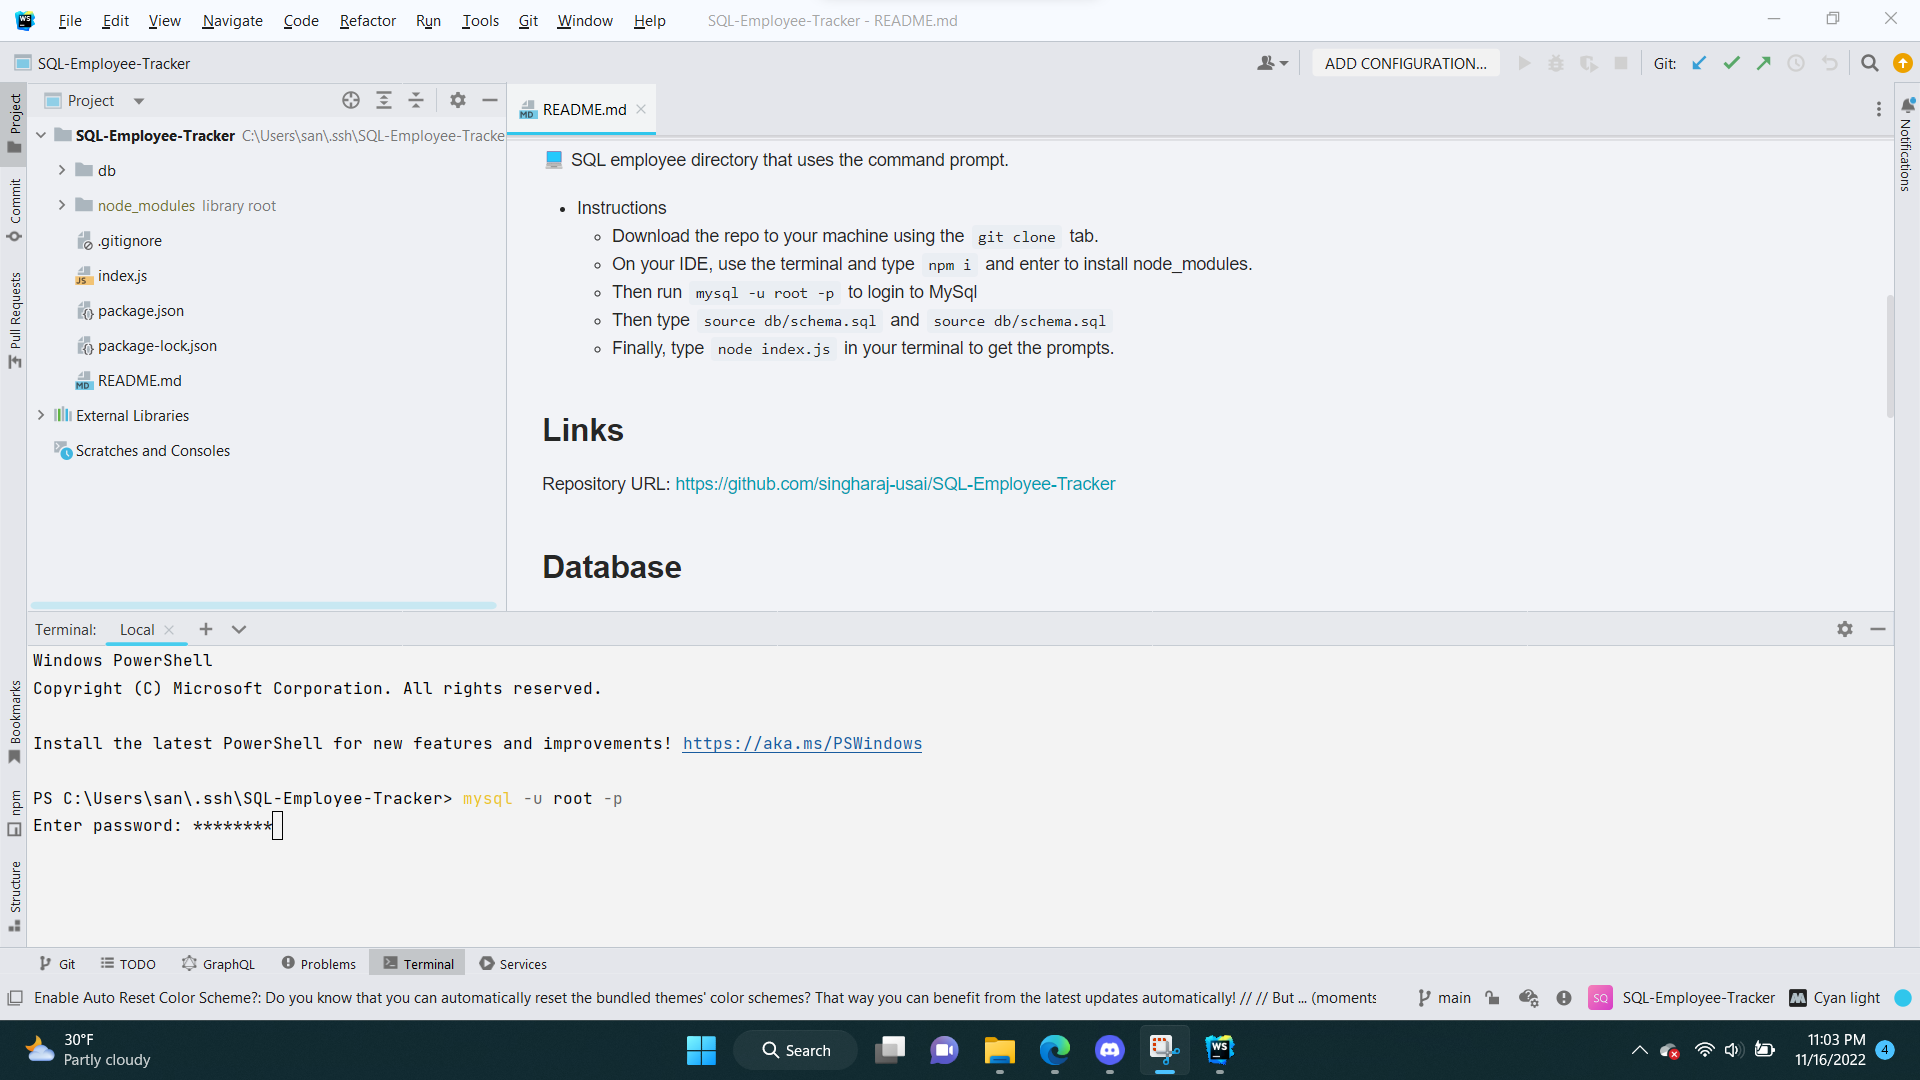 WS File Edit View Navigate Code Refactor Run Tools Git Window Help SQL-Employee-Tracker - README.md
SQL-Employee-Tracker ADD CONFIGURATION... Git:
Project
README.md
Project
SQL-Employee-Tracker C:\Users\san\.ssh\SQL-Employee-Tracke
db
node_modules library root
.gitignore
index.js
package.json
package-lock.json
README.md
External Libraries
Scratches and Consoles
Commit
Pull Requests
Bookmarks
npm
Structure
Notifications
SQL employee directory that uses the command prompt.
Instructions
Download the repo to your machine using the git clone tab.
On your IDE, use the terminal and type npm i and enter to install node_modules.
Then run mysql -u root -p to login to MySql
Then type source db/schema.sql and source db/schema.sql
Finally, type node index.js in your terminal to get the prompts.
Links
Repository URL: https://github.com/singharaj-usai/SQL-Employee-Tracker
Database
Terminal: Local
Windows PowerShell
Copyright (C) Microsoft Corporation. All rights reserved.
Install the latest PowerShell for new features and improvements! https://aka.ms/PSWindows
PS C:\Users\san\.ssh\SQL-Employee-Tracker> mysql -u root -p
Enter password: ********
Git TODO GraphQL Problems Terminal Services
Enable Auto Reset Color Scheme?: Do you know that you can automatically reset the bundled themes' color schemes? That way you can benefit from the latest updates automatically! // // But ... (moments main SQ SQL-Employee-Tracker Cyan light
30°F
Partly cloudy
Search
WS
11:03 PM
11/16/2022
4